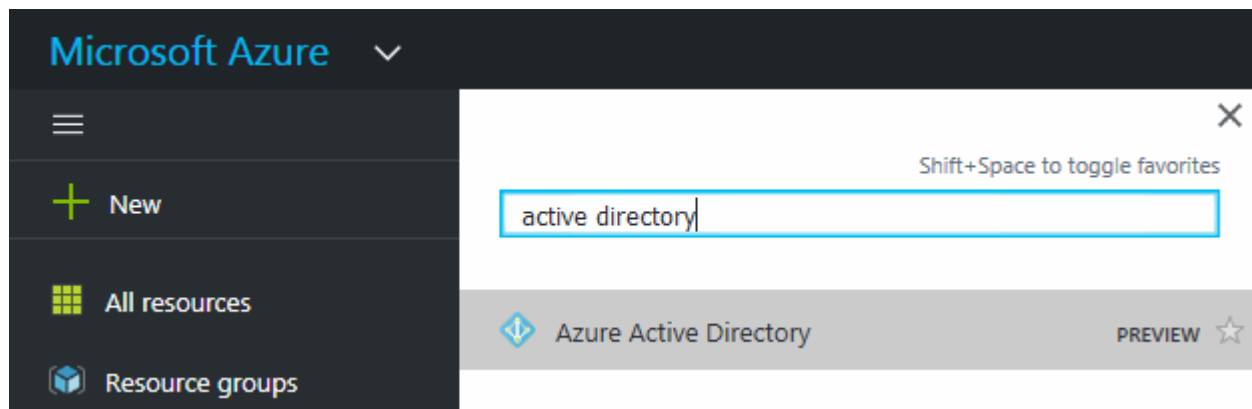 Microsoft Azure
Shift+Space to toggle favorites
New
active directory
All resources
Azure Active Directory PREVIEW
Resource groups